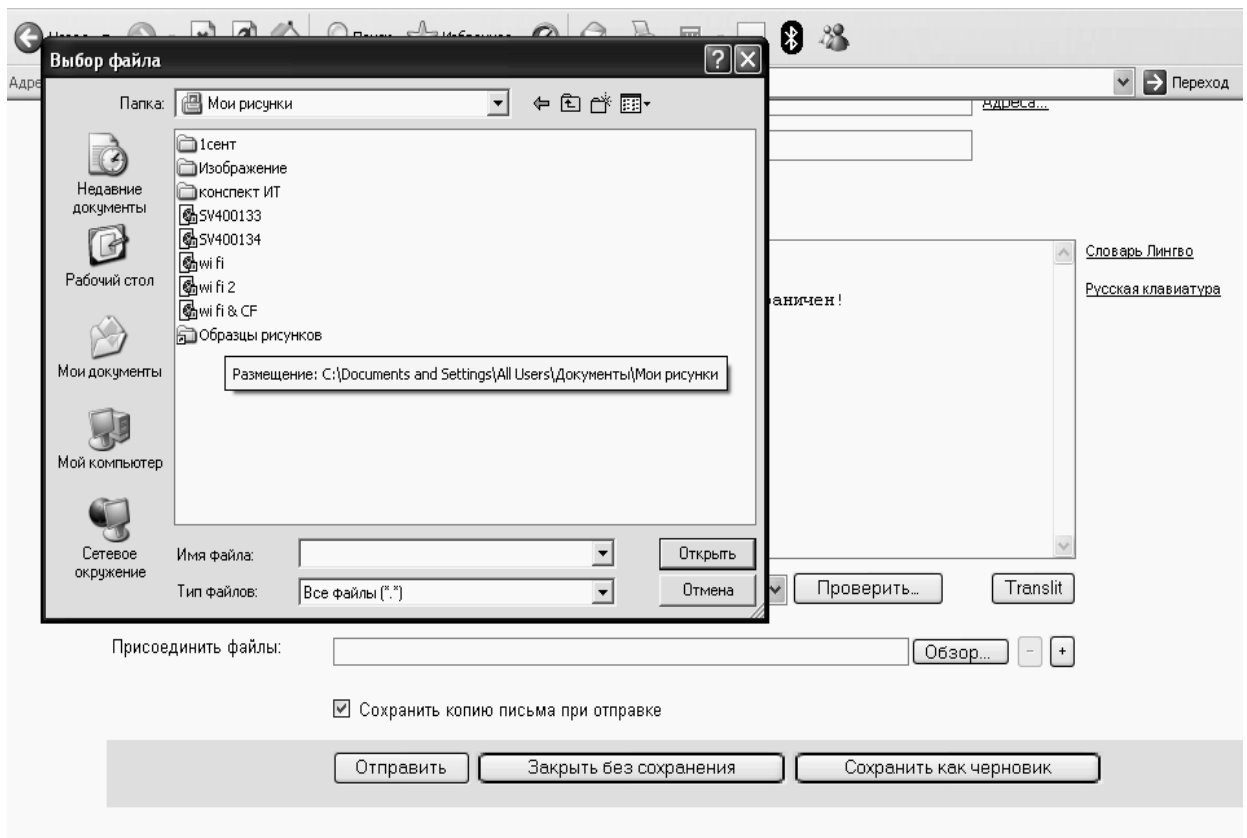 Выбор файла
Адре
Переход
Папка: Мои рисунки
Адреса...
1сент
Изображение
конспект ИТ
SV400133
SV400134
wi fi
wi fi 2
wi fi & CF
Образцы рисунков
Размещение: C:\Documents and Settings\All Users\Документы\Мои рисунки
Недавние
документы
Рабочий стол
Мои документы
Мой компьютер
Сетевое
окружение
Словарь Лингво
Русская клавиатура
аничен!
Имя файла:
Открыть
Тип файлов: Все файлы (*.*)
Отмена
Проверить...
Translit
Присоединить файлы:
Обзор...
-
+
Сохранить копию письма при отправке
Отправить
Закрыть без сохранения
Сохранить как черновик